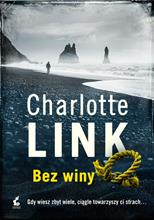 Charlotte
LINK
Bez winy
Gdy wiesz zbyt wiele, ciągle towarzyszy ci strach...